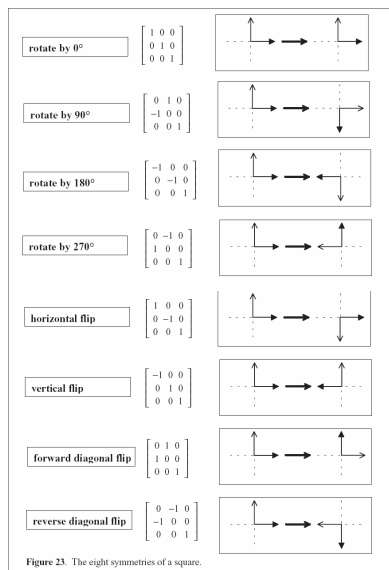 rotate by 0°
1 0 0
0 1 0
0 0 1
rotate by 90°
0 1 0
−1 0 0
0 0 1
rotate by 180°
−1 0 0
0 −1 0
0 0 1
rotate by 270°
0 −1 0
1 0 0
0 0 1
horizontal flip
1 0 0
0 −1 0
0 0 1
vertical flip
−1 0 0
0 1 0
0 0 1
forward diagonal flip
0 1 0
1 0 0
0 0 1
reverse diagonal flip
0 −1 0
−1 0 0
0 0 1
Figure 23. The eight symmetries of a square.